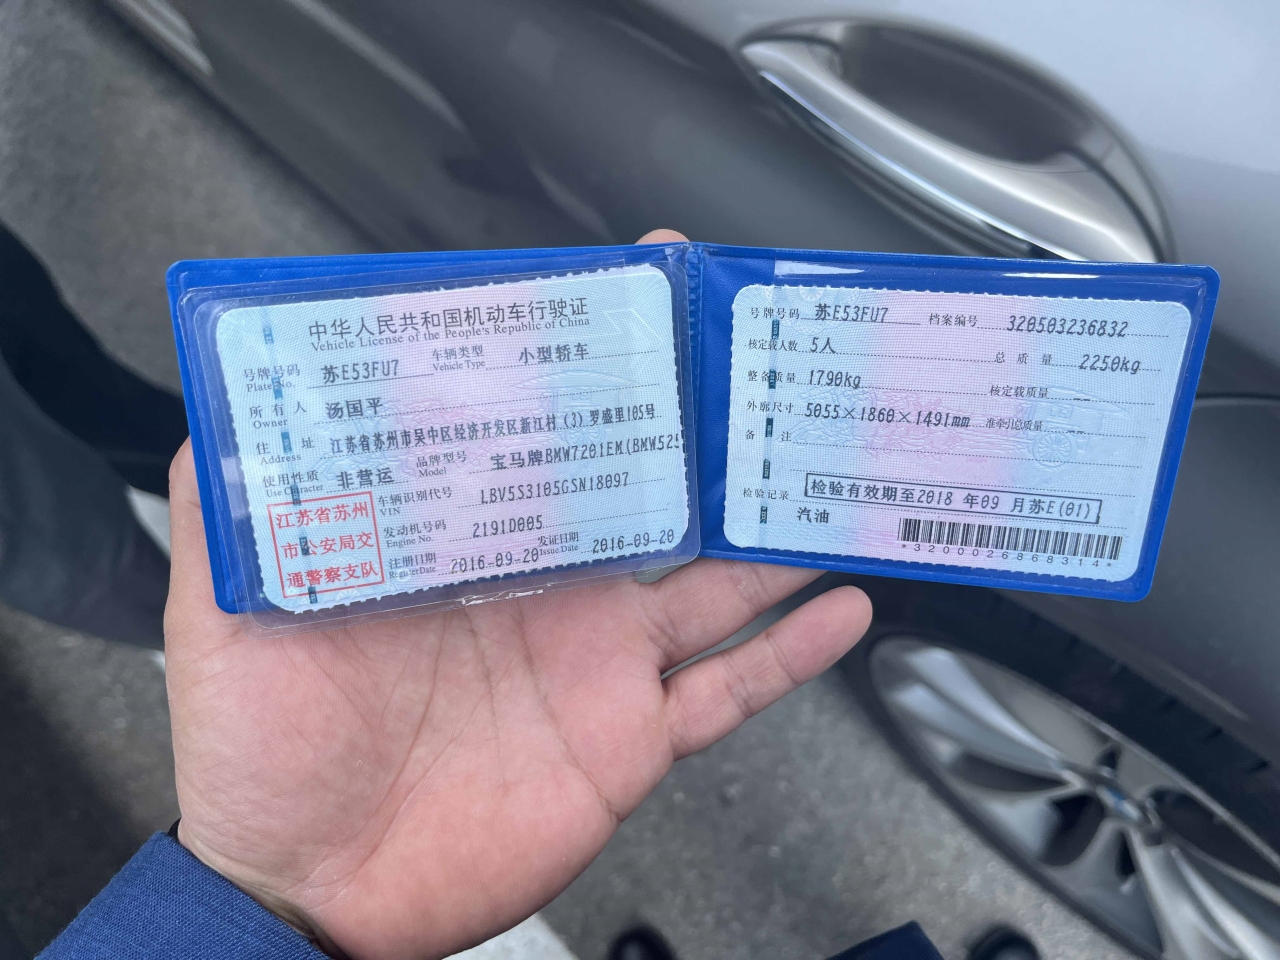 中华人民共和国机动车行驶证
Vehicle License of the People's Republic of China
号牌号码 苏E53FU7 车辆类型 小型轿车
Plate No. Vehicle Type
所有人 汤国平
Owner
住址 江苏省苏州市吴中区经济开发区新江村(3)罗盛里105号
Address
使用性质 非营运 品牌型号 宝马牌BMW7201EM(BMW525
Use Character Model
江苏省苏州
市公安局交
通警察支队
车辆识别代号 LBV5S3105GSN18097
VIN
发动机号码 2191D005
Engine No.
注册日期 2016-09-20 发证日期 2016-09-20
Register Date Issue Date
号牌号码 苏E53FU7 档案编号 320503236832
核定载人数 5人 总质量 2250kg
整备质量 1790kg 核定载质量 --
外廓尺寸 5055×1860×1491mm 准牵引总质量 --
备注
检验记录 检验有效期至2018年09月苏E(01)
汽油
*3200026868314*